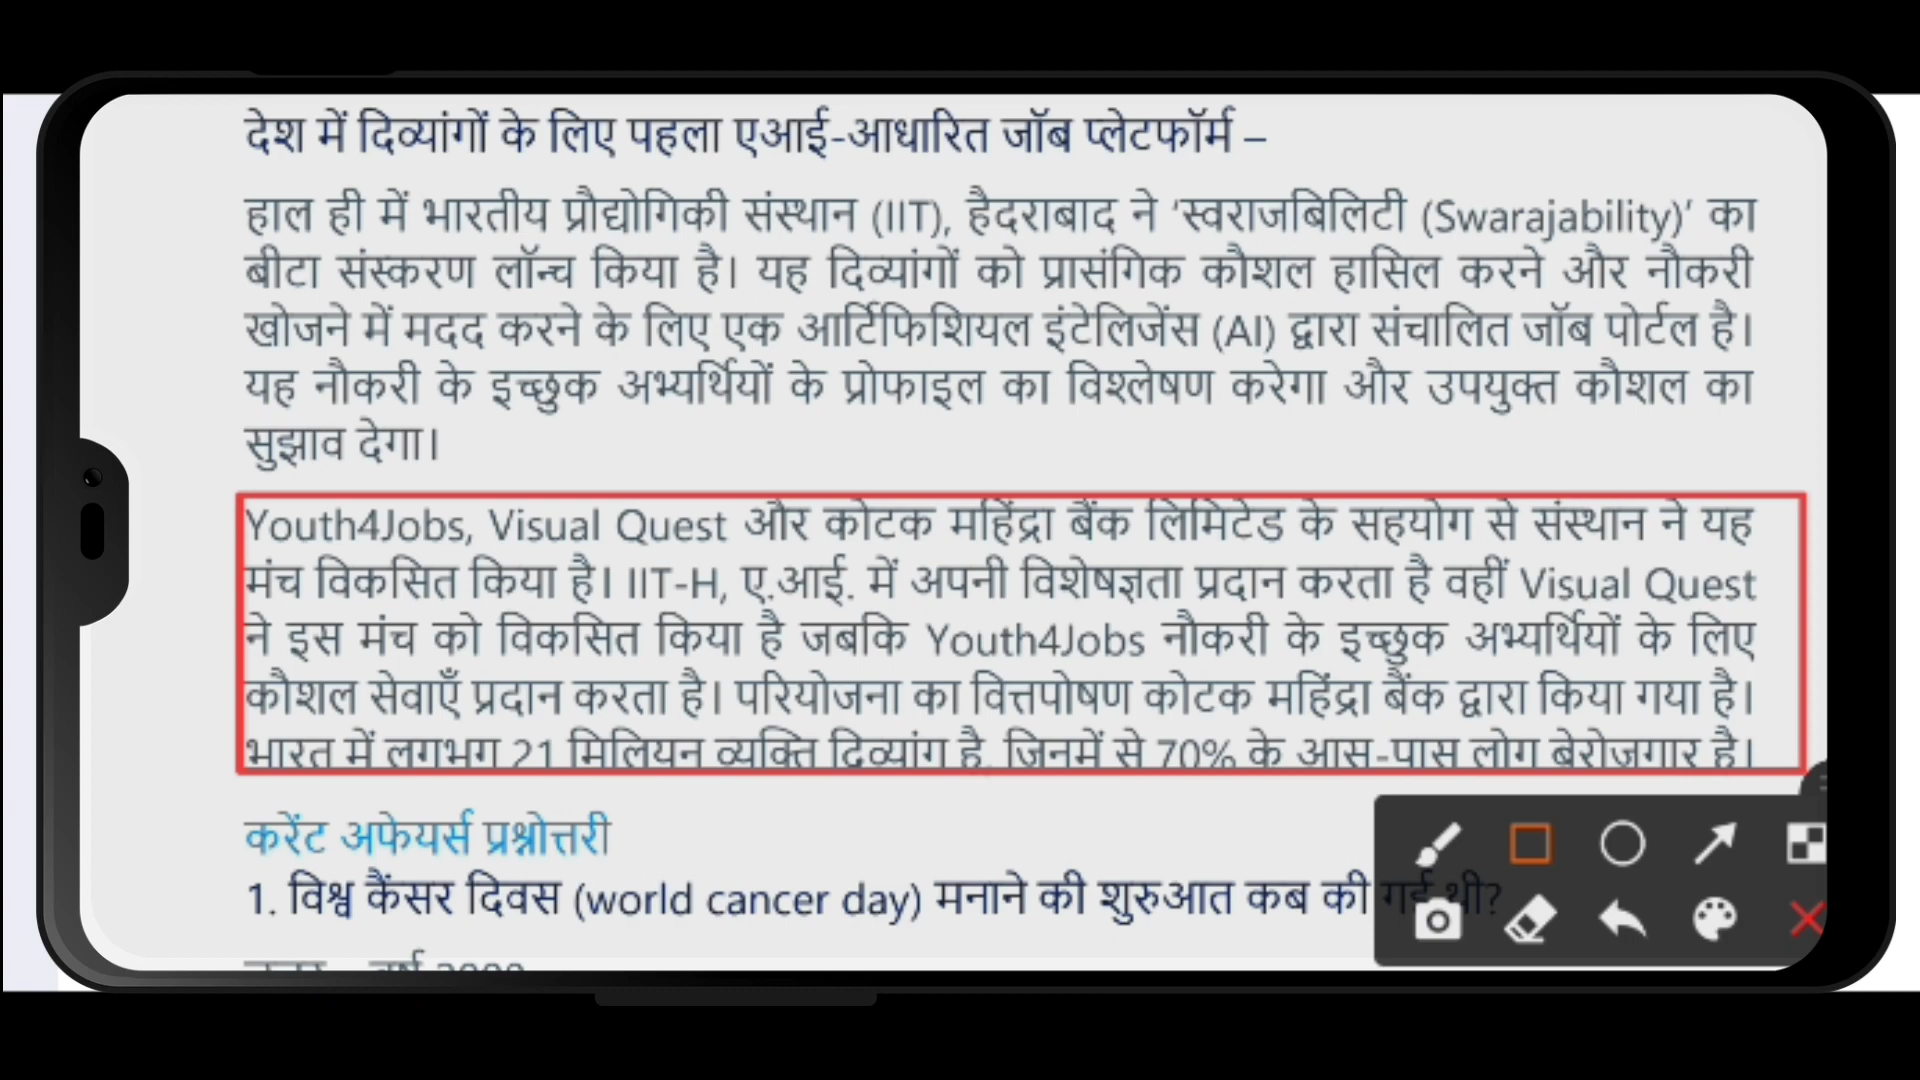 देश में दिव्यांगों के लिए पहला एआई-आधारित जॉब प्लेटफॉर्म –
हाल ही में भारतीय प्रौद्योगिकी संस्थान (IIT), हैदराबाद ने ‘स्वराजबिलिटी (Swarajability)’ का
बीटा संस्करण लॉन्च किया है। यह दिव्यांगों को प्रासंगिक कौशल हासिल करने और नौकरी
खोजने में मदद करने के लिए एक आर्टिफिशियल इंटेलिजेंस (AI) द्वारा संचालित जॉब पोर्टल है।
यह नौकरी के इच्छुक अभ्यर्थियों के प्रोफाइल का विश्लेषण करेगा और उपयुक्त कौशल का
सुझाव देगा।
Youth4Jobs, Visual Quest और कोटक महिंद्रा बैंक लिमिटेड के सहयोग से संस्थान ने यह
मंच विकसित किया है। IIT-H, ए.आई. में अपनी विशेषज्ञता प्रदान करता है वहीं Visual Quest
ने इस मंच को विकसित किया है जबकि Youth4Jobs नौकरी के इच्छुक अभ्यर्थियों के लिए
कौशल सेवाएँ प्रदान करता है। परियोजना का वित्तपोषण कोटक महिंद्रा बैंक द्वारा किया गया है।
भारत में लगभग 21 मिलियन व्यक्ति दिव्यांग है, जिनमें से 70% के आस-पास लोग बेरोजगार है।
करेंट अफेयर्स प्रश्नोत्तरी
1. विश्व कैंसर दिवस (world cancer day) मनाने की शुरुआत कब की गई थी?